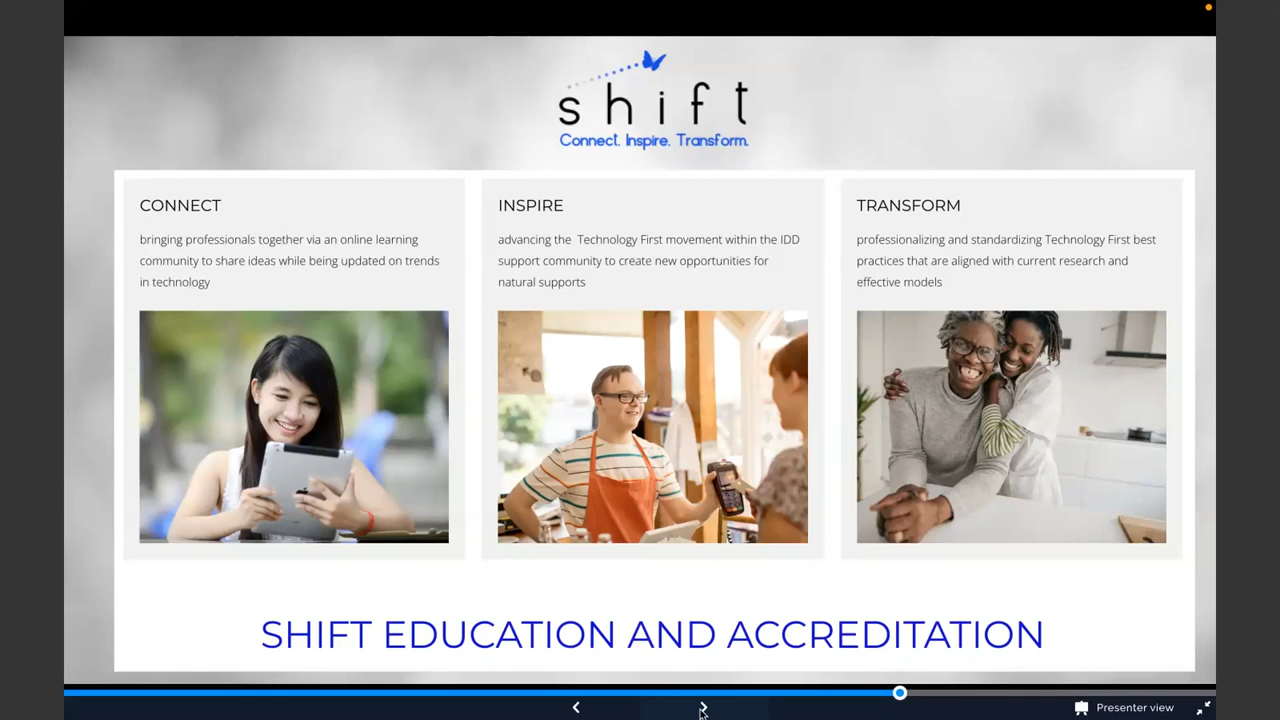 shift
Connect. Inspire. Transform.
CONNECT
bringing professionals together via an online learning
community to share ideas while being updated on trends
in technology
INSPIRE
advancing the Technology First movement within the IDD
support community to create new opportunities for
natural supports
TRANSFORM
professionalizing and standardizing Technology First best
practices that are aligned with current research and
effective models
SHIFT EDUCATION AND ACCREDITATION
Presenter view